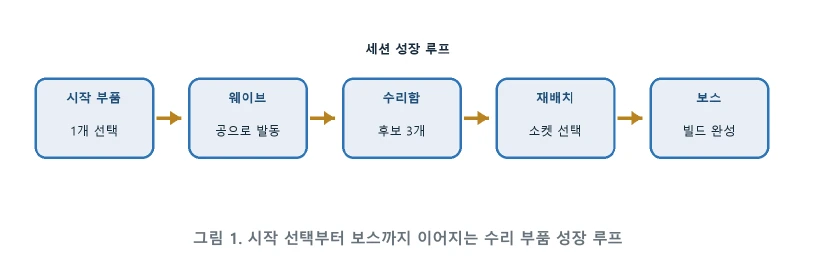 세션 성장 루프
시작 부품
1개 선택
웨이브
공으로 발동
수리함
후보 3개
재배치
소켓 선택
보스
빌드 완성
그림 1. 시작 선택부터 보스까지 이어지는 수리 부품 성장 루프